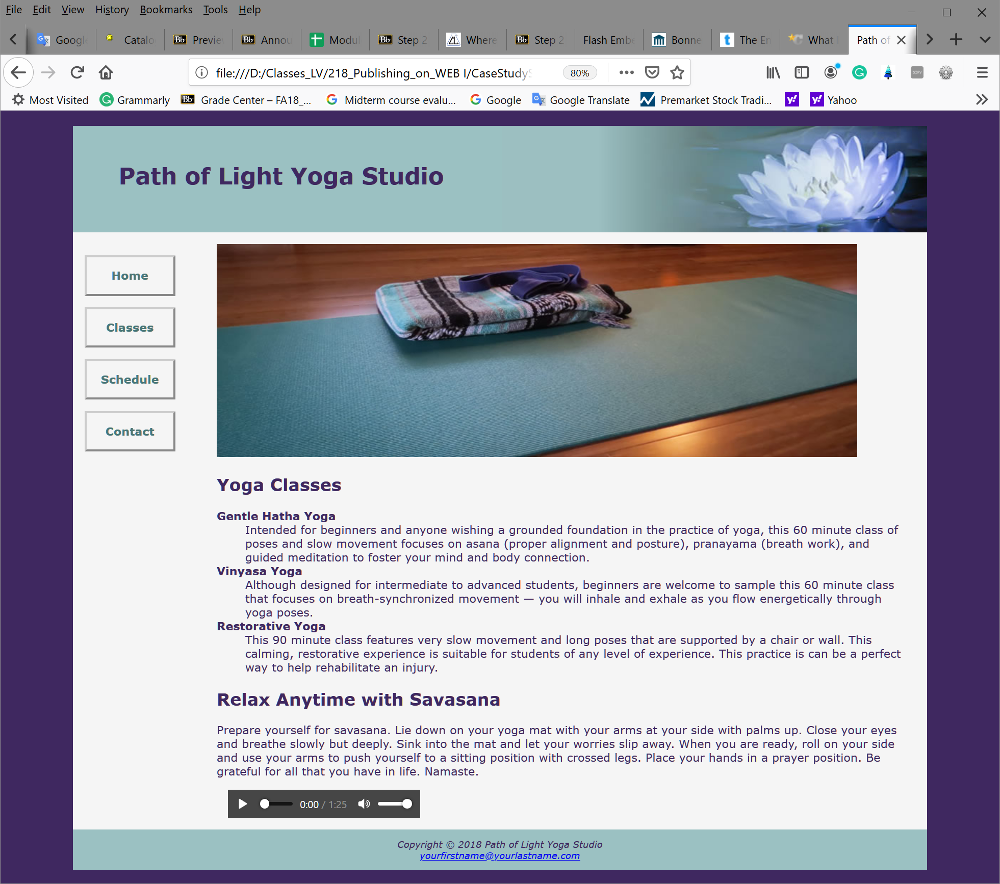 File Edit View History Bookmarks Tools Help
Google Catalo Preview Annou Modul Step 2 Where Step 2 Flash Embe Bonne The En What Path of
file:///D:/Classes_LV/218_Publishing_on_WEB I/CaseStudyS 80%
Most Visited Grammarly Bb Grade Center – FA18_... Midterm course evalu... Google Google Translate Premarket Stock Tradi... y! y! Yahoo
Path of Light Yoga Studio
Home
Classes
Schedule
Contact
Yoga Classes
Gentle Hatha Yoga
Intended for beginners and anyone wishing a grounded foundation in the practice of yoga, this 60 minute class of
poses and slow movement focuses on asana (proper alignment and posture), pranayama (breath work), and
guided meditation to foster your mind and body connection.
Vinyasa Yoga
Although designed for intermediate to advanced students, beginners are welcome to sample this 60 minute class
that focuses on breath-synchronized movement — you will inhale and exhale as you flow energetically through
yoga poses.
Restorative Yoga
This 90 minute class features very slow movement and long poses that are supported by a chair or wall. This
calming, restorative experience is suitable for students of any level of experience. This practice is can be a perfect
way to help rehabilitate an injury.
Relax Anytime with Savasana
Prepare yourself for savasana. Lie down on your yoga mat with your arms at your side with palms up. Close your eyes
and breathe slowly but deeply. Sink into the mat and let your worries slip away. When you are ready, roll on your side
and use your arms to push yourself to a sitting position with crossed legs. Place your hands in a prayer position. Be
grateful for all that you have in life. Namaste.
0:00 / 1:25
Copyright © 2018 Path of Light Yoga Studio
yourfirstname@yourlastname.com